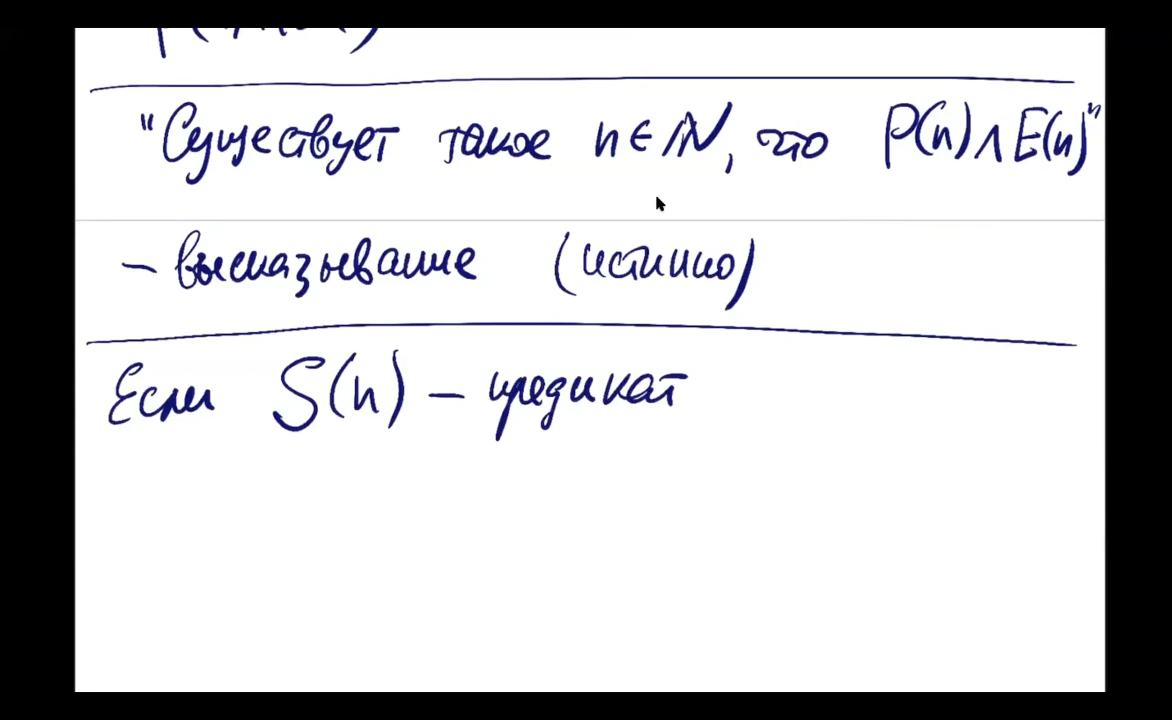 "Существует такое n ∈ ℕ, что P(n) ∧ E(n)"
– высказывание (истинно)
Если S(n) – предикат